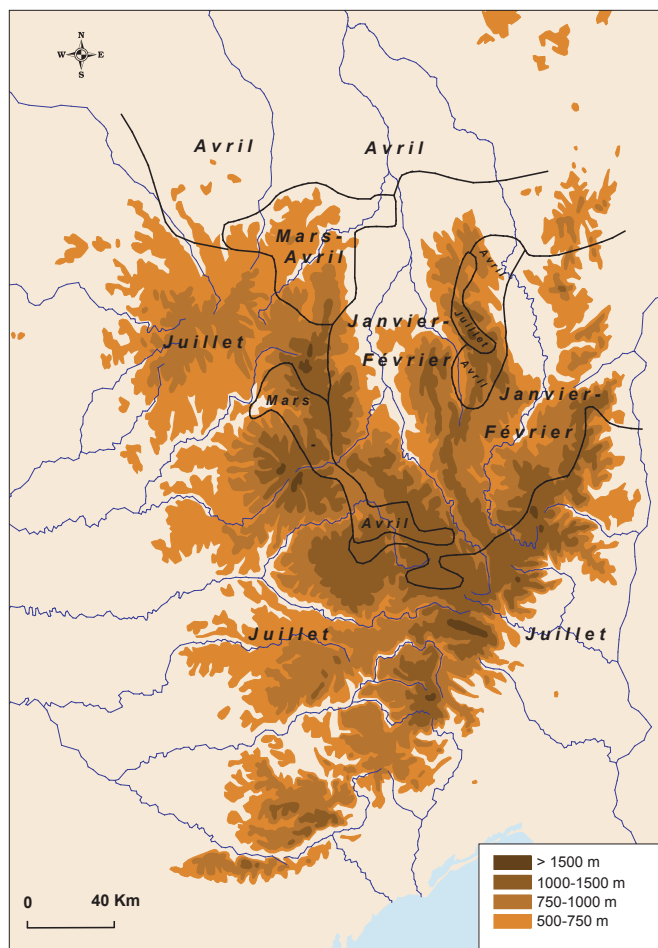 N
W E
S
Avril Avril
Mars-
Avril
Avril
Juillet
Janvier-
Février
Juillet
Avril
Mars
-
Janvier-
Février
Avril
Juillet
Juillet
> 1500 m
1000-1500 m
750-1000 m
500-750 m
0 40 Km